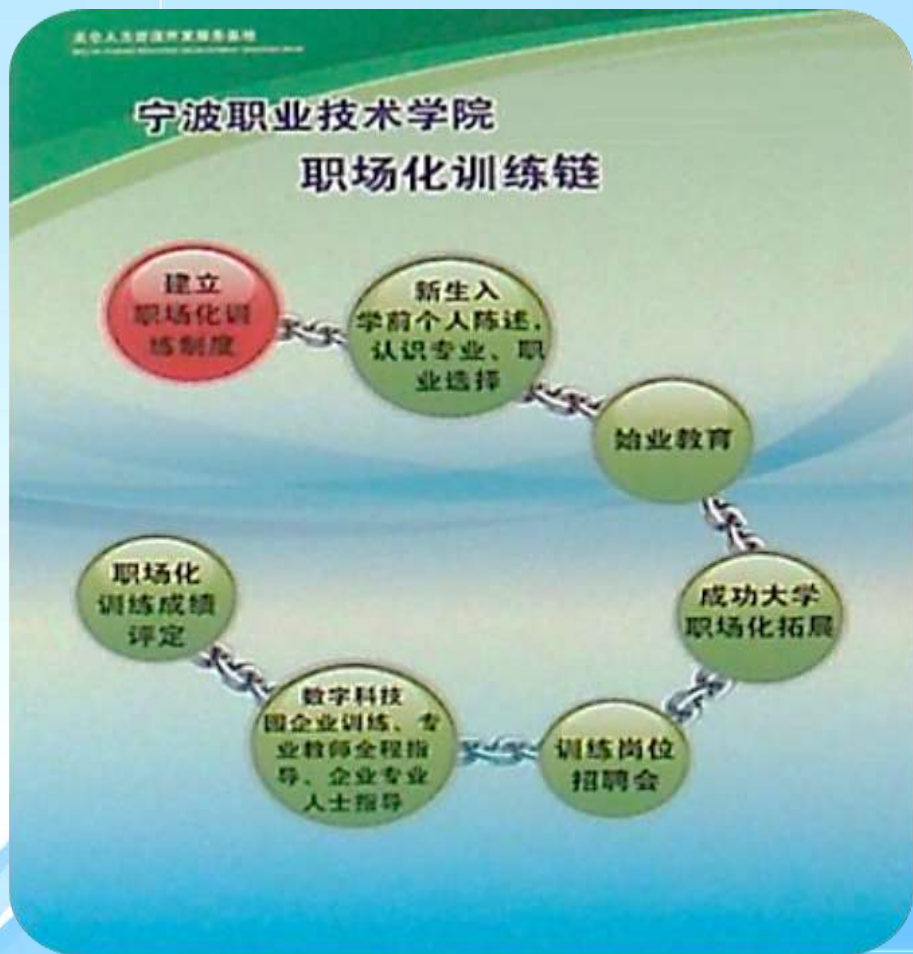 宁波职业技术学院
职场化训练链
建立
职场化训
练制度
新生入
学前个人陈述，
认识专业、职
业选择
始业教育
成功大学
职场化拓展
训练岗位
招聘会
数字科技
园企业训练、专
业教师全程指
导、企业专业
人士指导
职场化
训练成绩
评定